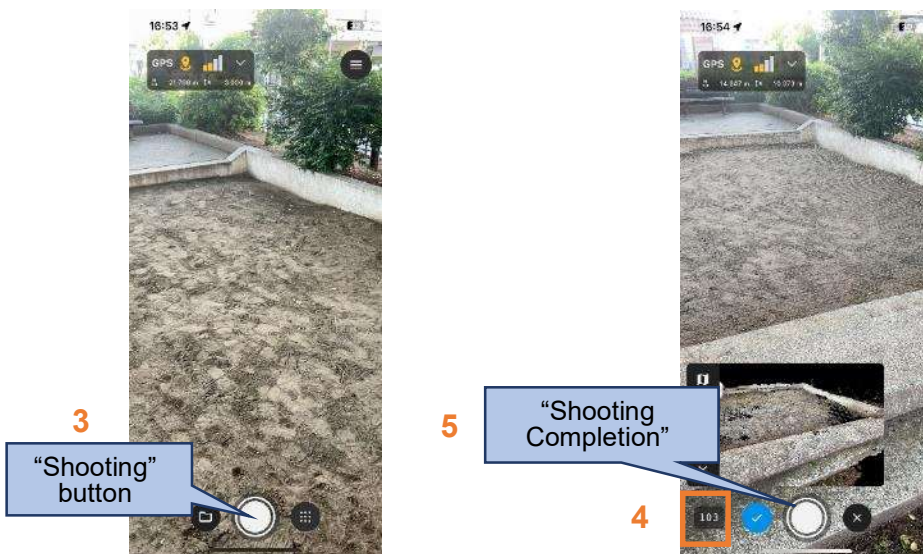 16:53
GPS
3
“Shooting”
button
16:54
GPS
5
“Shooting
Completion”
4
103